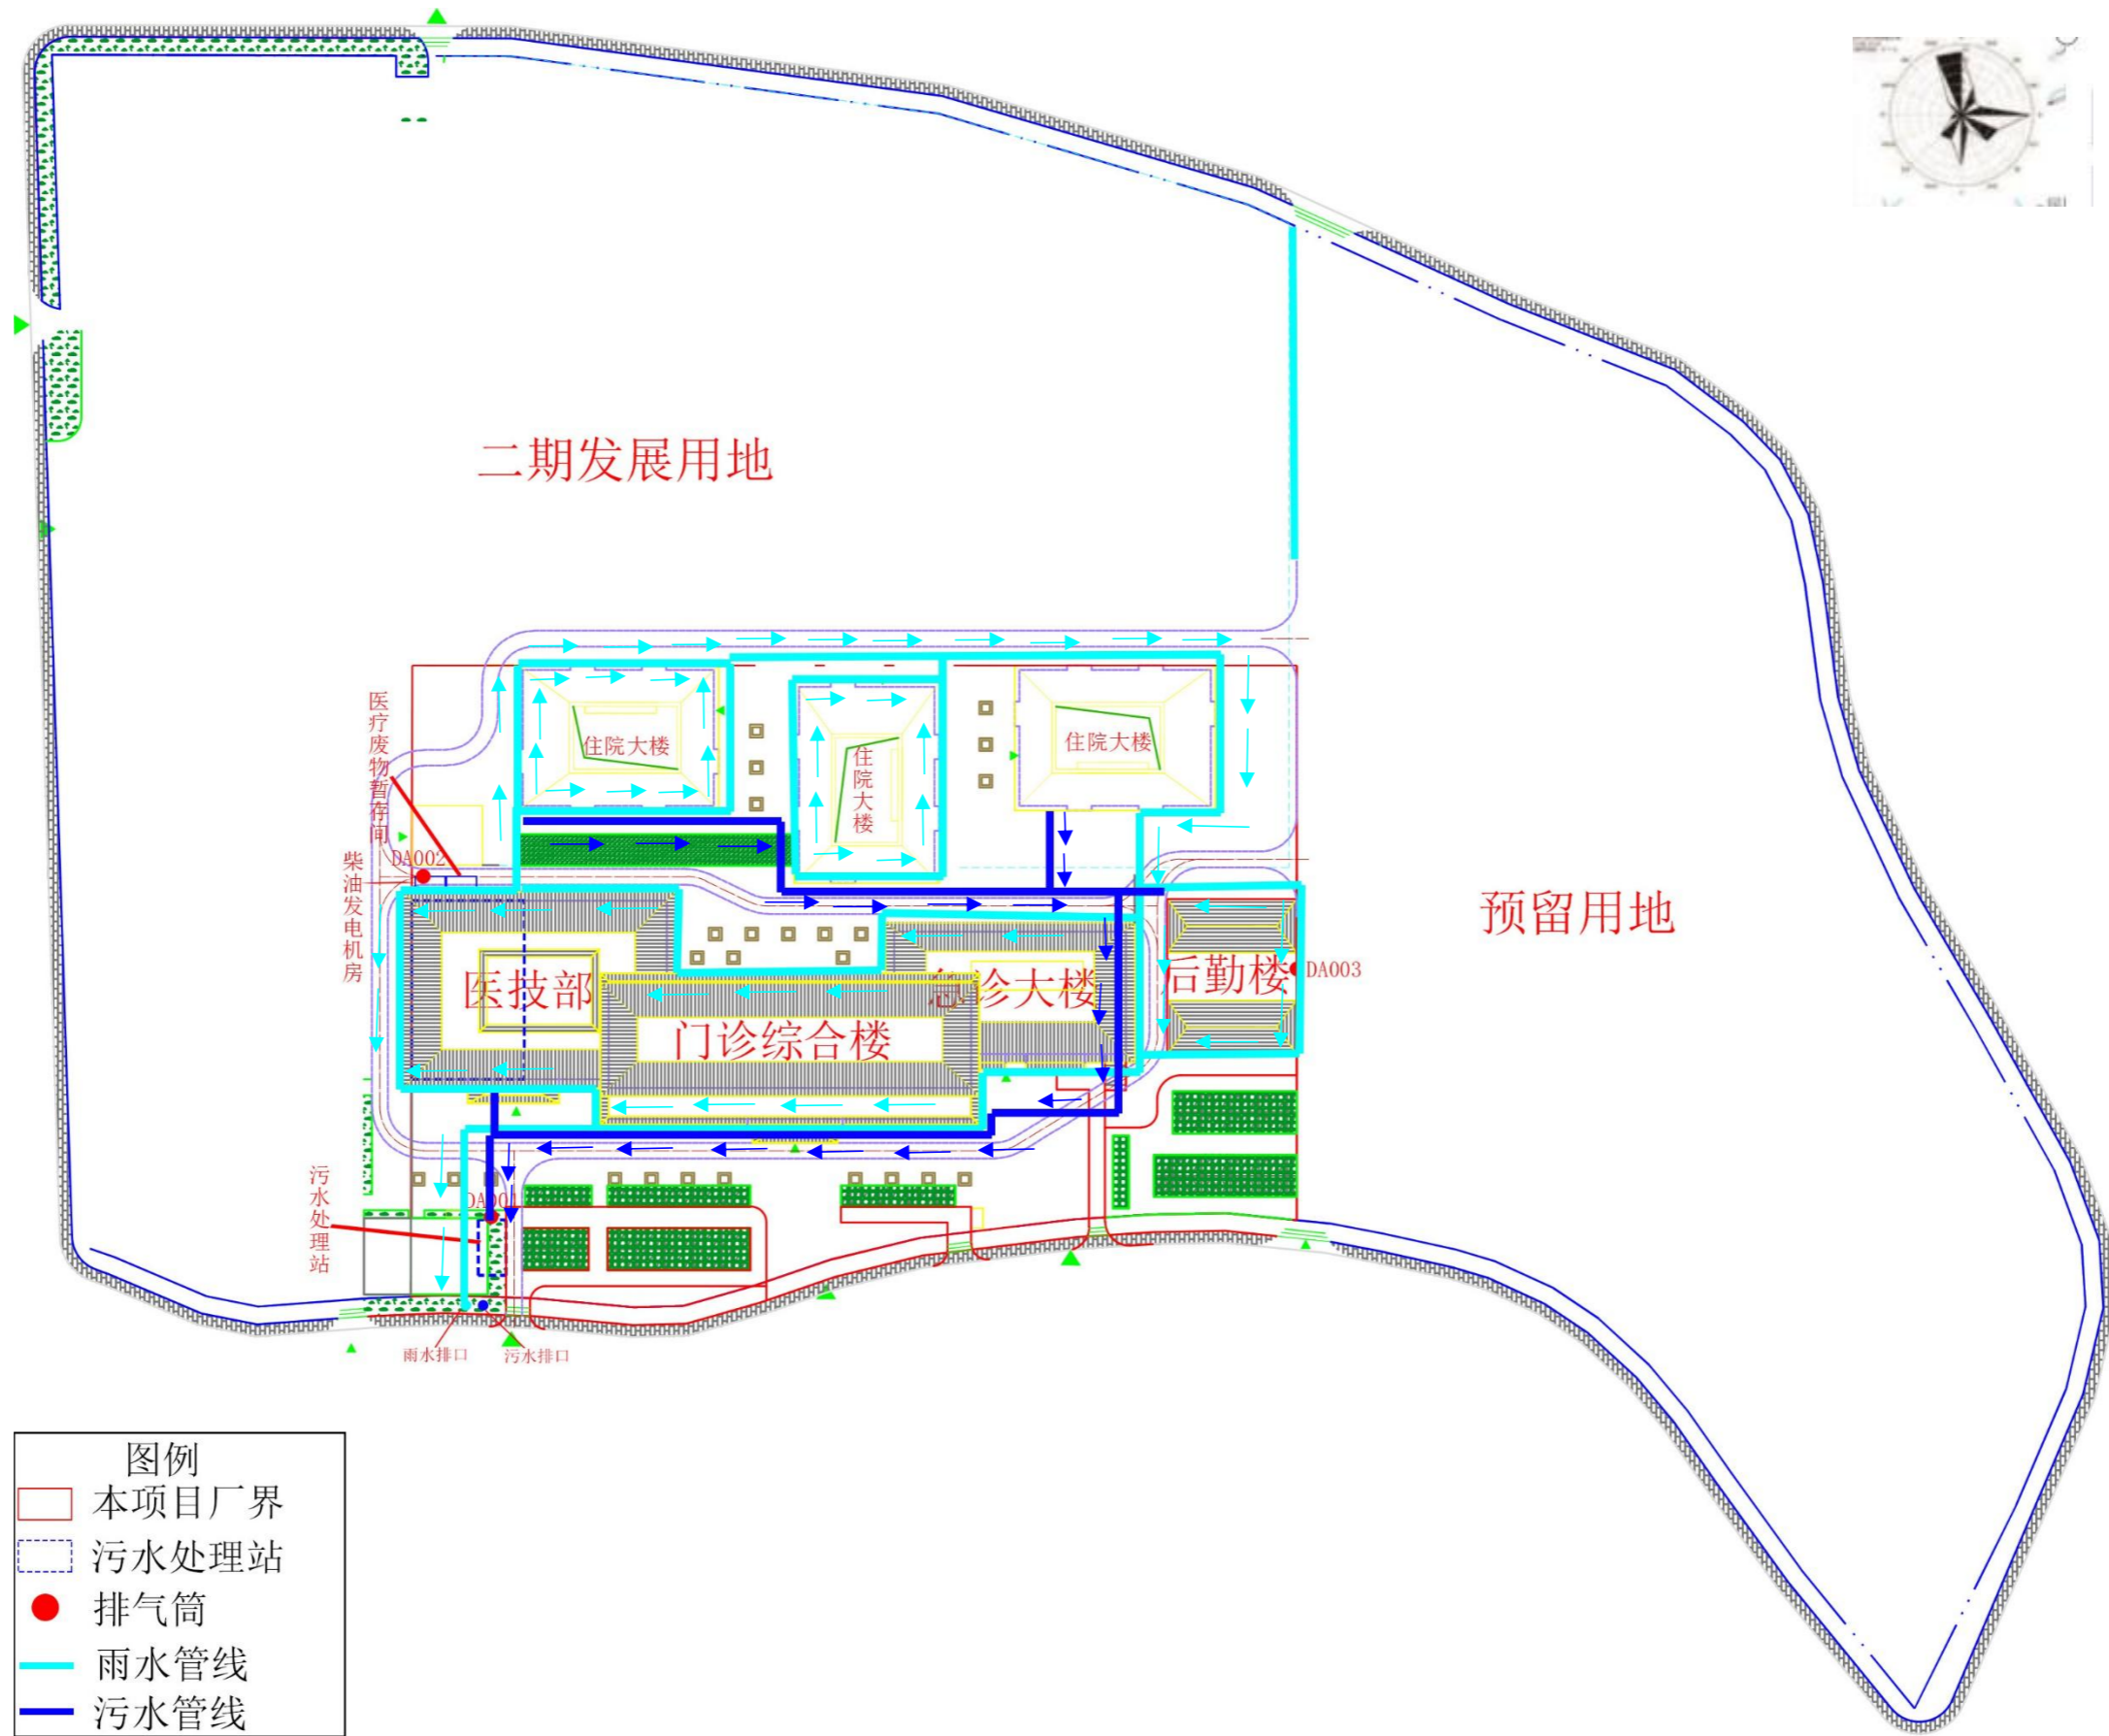 二期发展用地
医疗废物暂存间
住院大楼
住院大楼
住院大楼
柴油发电机房
DA002
预留用地
医技部
急诊大楼
后勤楼
DA003
门诊综合楼
污水处理站
DA001
雨水排口
污水排口
图例
本项目厂界
污水处理站
排气筒
雨水管线
污水管线